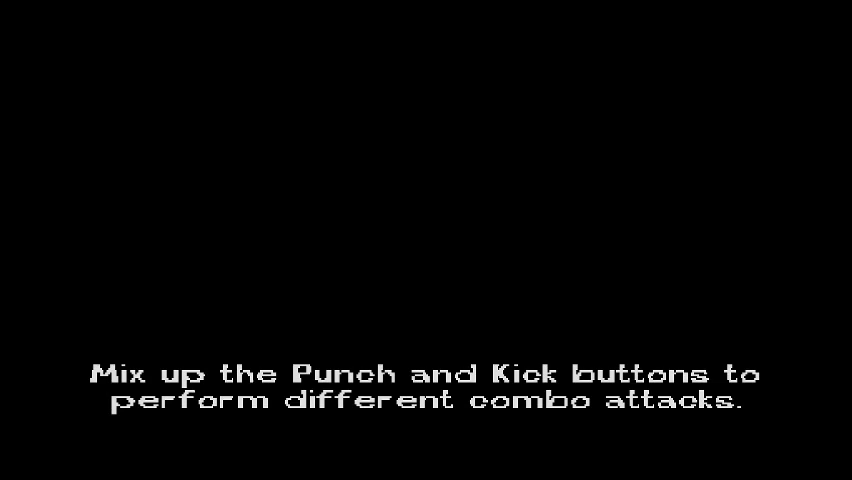 Mix up the Punch and Kick buttons to
perform different combo attacks.